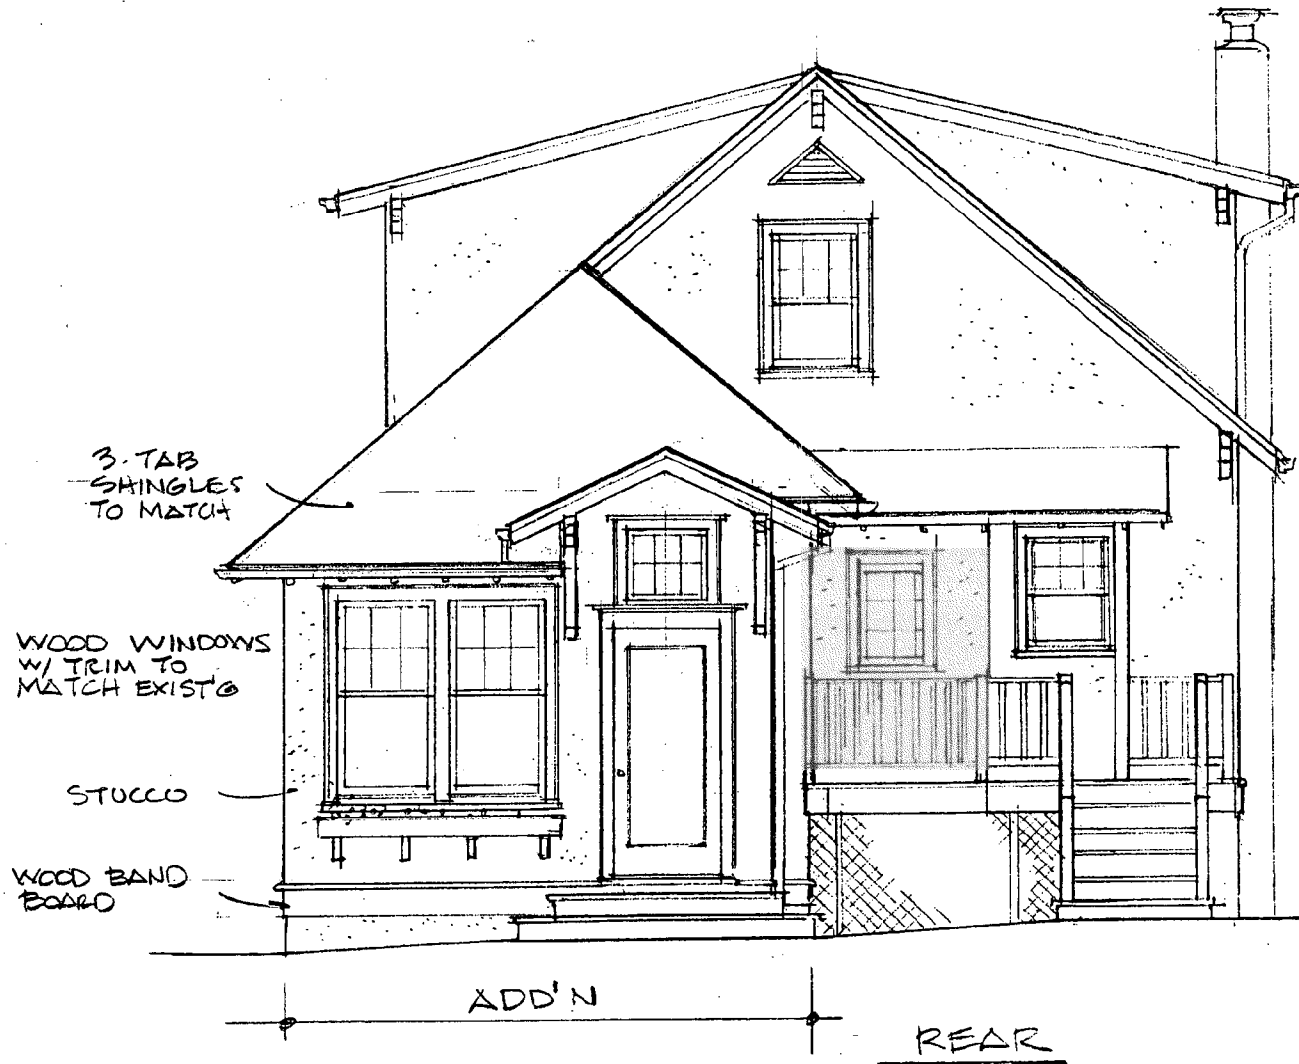 3-TAB
SHINGLES
TO MATCH
WOOD WINDOWS
W/ TRIM TO
MATCH EXIST'G
STUCCO
WOOD BAND
BOARD
ADD'N
REAR